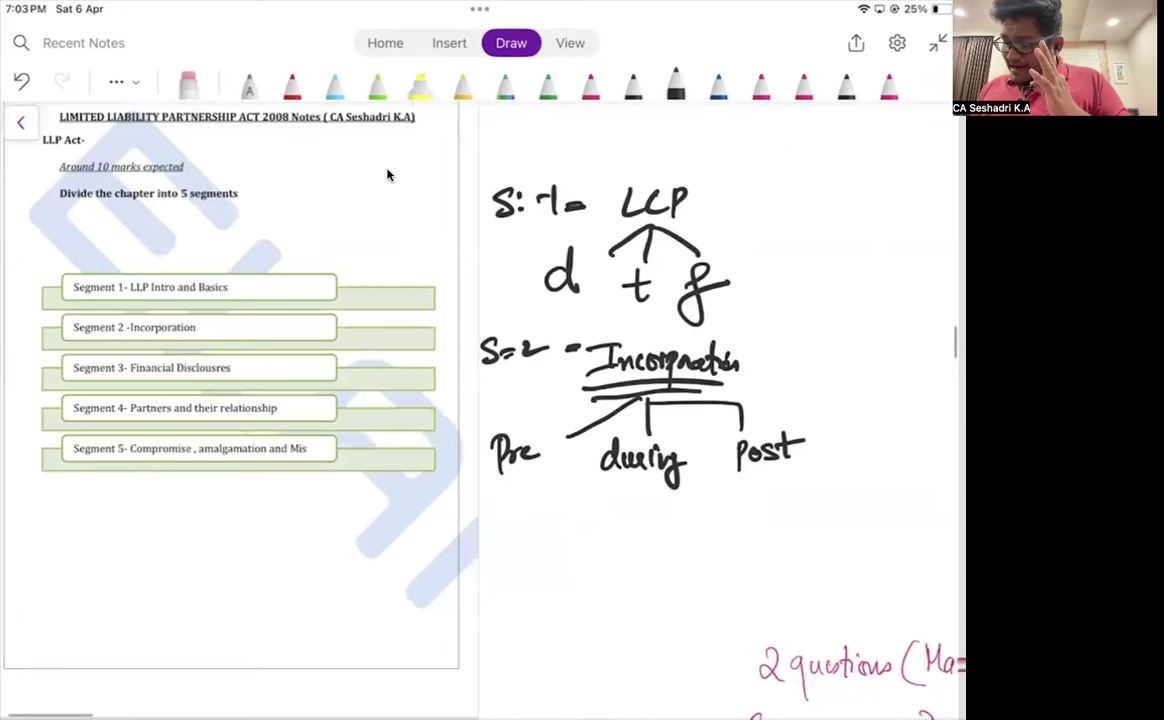 7:03 PM Sat 6 Apr
25%
Recent Notes
Home Insert Draw View
LIMITED LIABILITY PARTNERSHIP ACT 2008 Notes ( CA Seshadri K.A)
LLP Act-
Around 10 marks expected
Divide the chapter into 5 segments
Segment 1- LLP Intro and Basics
Segment 2 -Incorporation
Segment 3- Financial Disclousres
Segment 4- Partners and their relationship
Segment 5- Compromise , amalgamation and Mis
S: -1 = LLP
d t f
S=2 = Incorporation
Pre during Post
2 questions (Ma=
CA Seshadri K.A